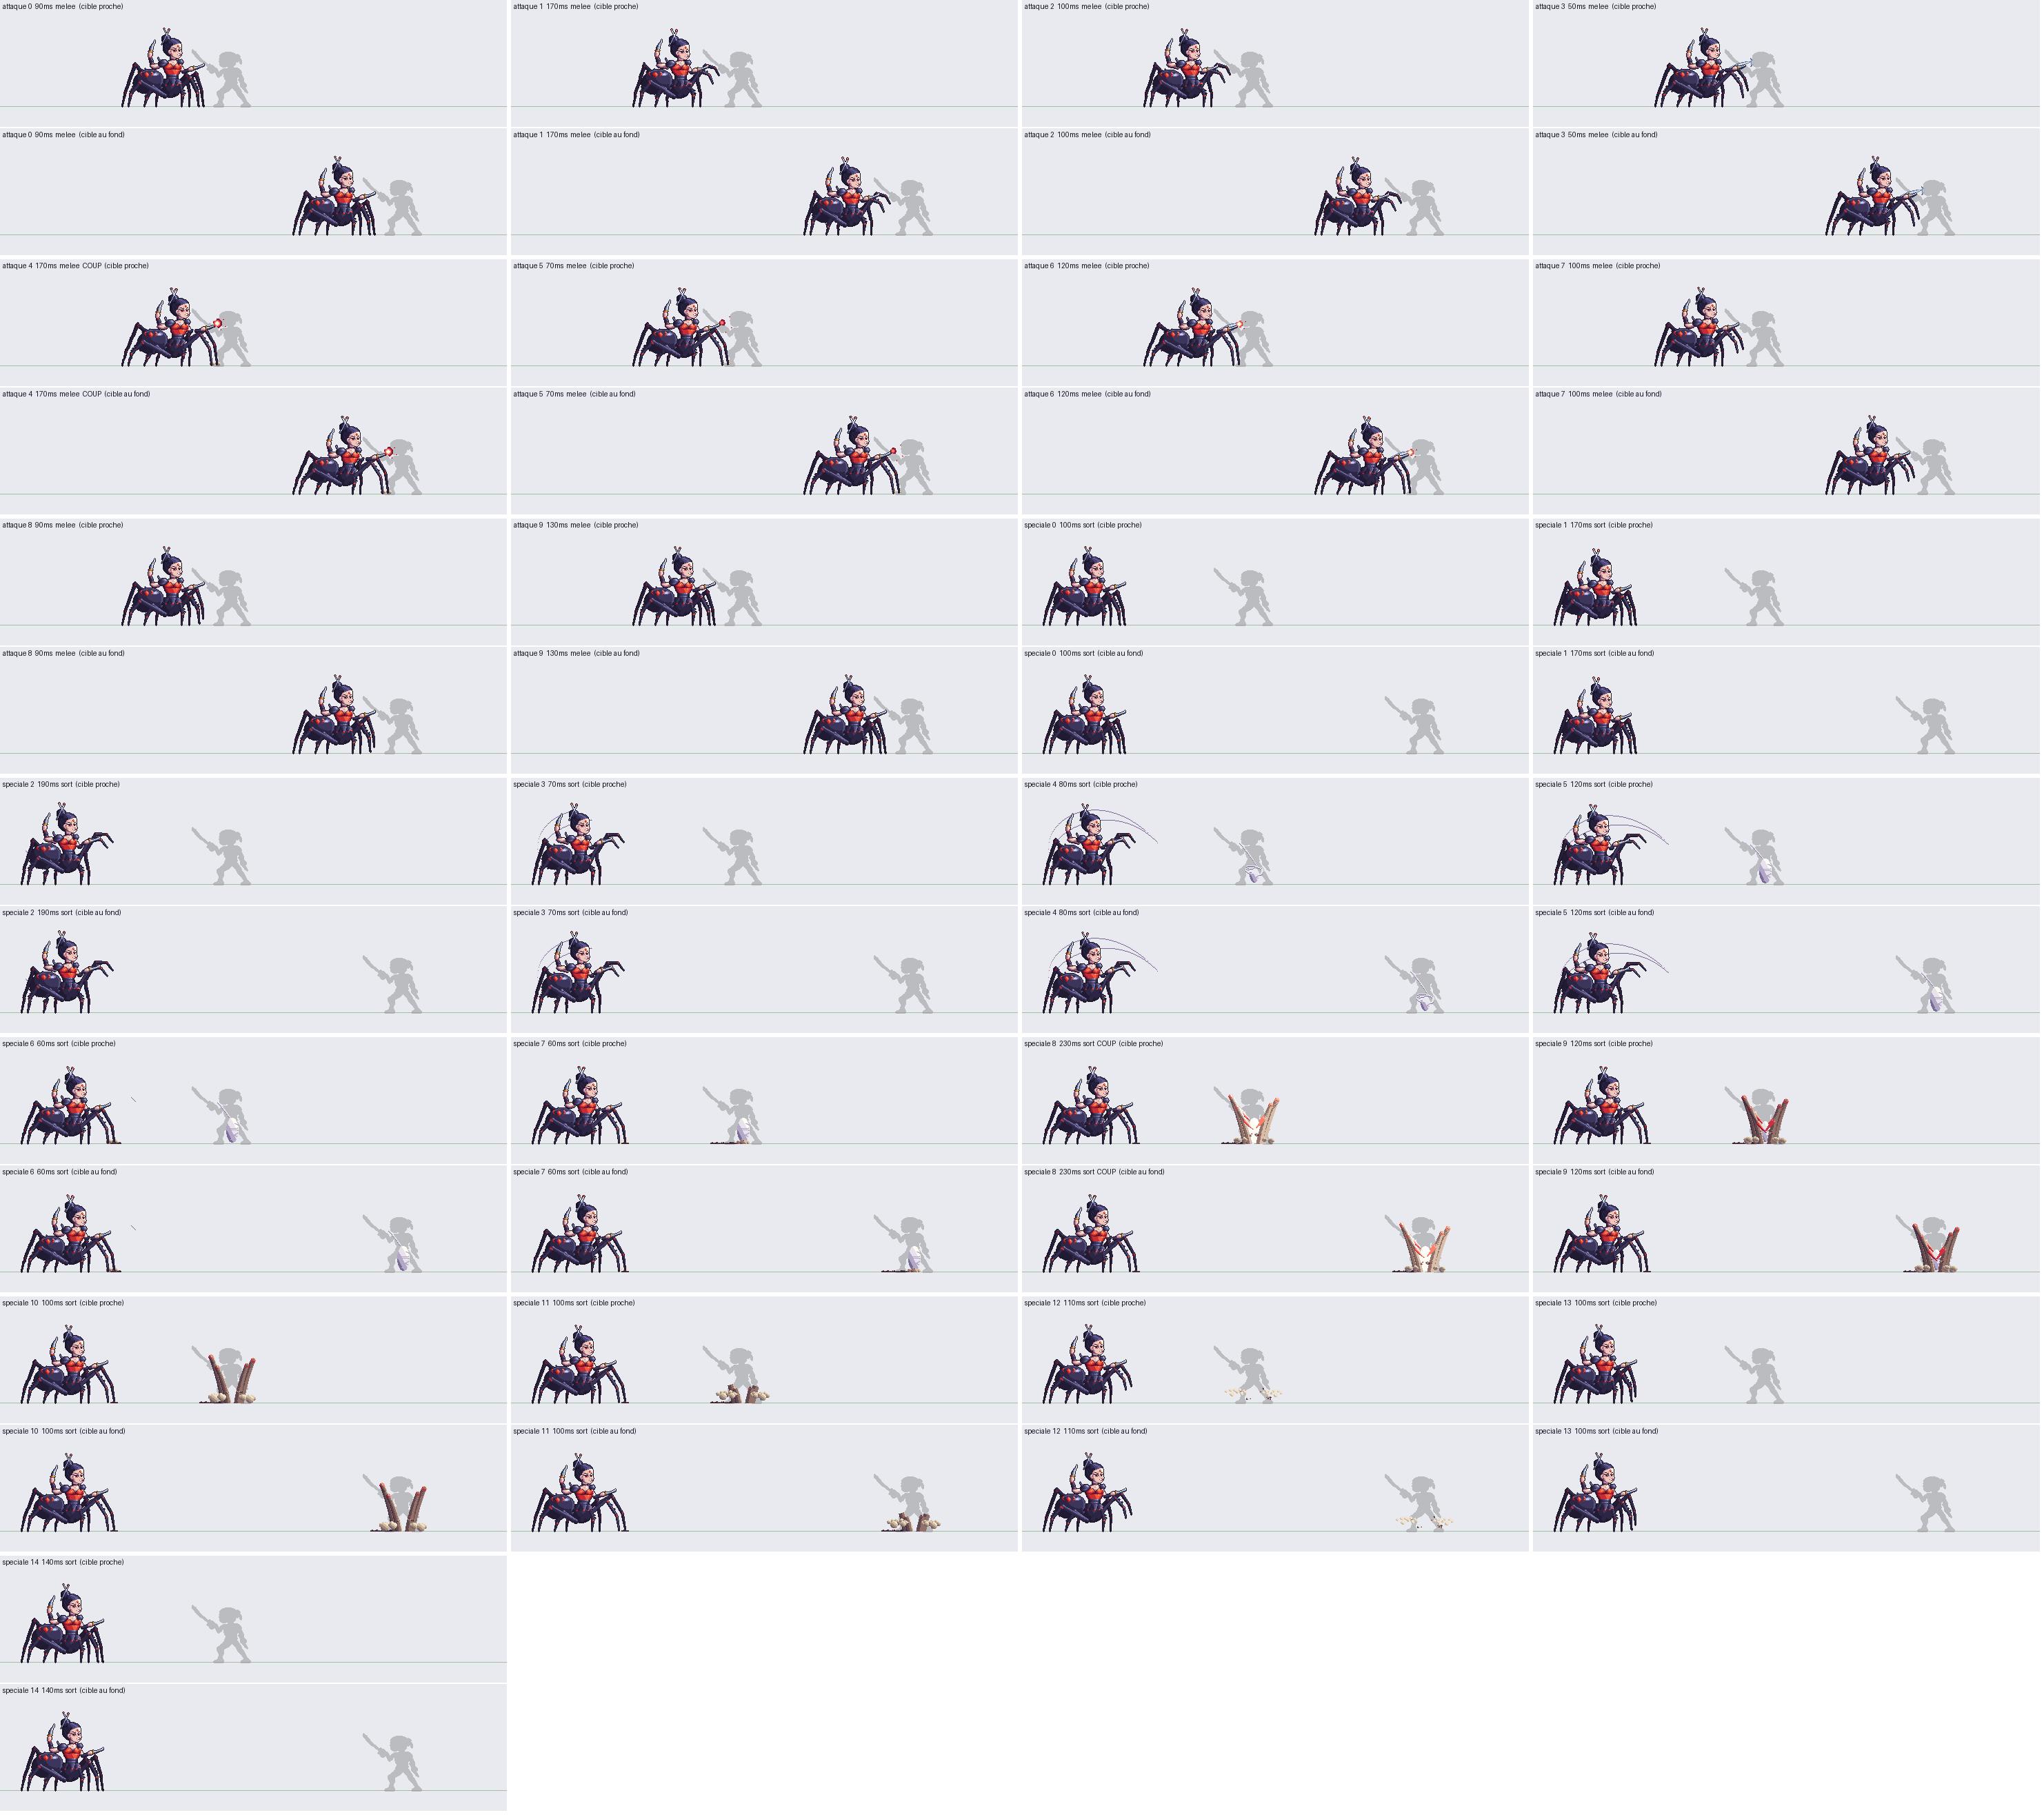 attaque 0 90ms melee (cible proche)
attaque 1 170ms melee (cible proche)
attaque 2 100ms melee (cible proche)
attaque 3 50ms melee (cible proche)
attaque 0 90ms melee (cible au fond)
attaque 1 170ms melee (cible au fond)
attaque 2 100ms melee (cible au fond)
attaque 3 50ms melee (cible au fond)
attaque 4 170ms melee COUP (cible proche)
attaque 5 70ms melee (cible proche)
attaque 6 120ms melee (cible proche)
attaque 7 100ms melee (cible proche)
attaque 4 170ms melee COUP (cible au fond)
attaque 5 70ms melee (cible au fond)
attaque 6 120ms melee (cible au fond)
attaque 7 100ms melee (cible au fond)
attaque 8 90ms melee (cible proche)
attaque 9 130ms melee (cible proche)
speciale 0 100ms sort (cible proche)
speciale 1 170ms sort (cible proche)
attaque 8 90ms melee (cible au fond)
attaque 9 130ms melee (cible au fond)
speciale 0 100ms sort (cible au fond)
speciale 1 170ms sort (cible au fond)
speciale 2 190ms sort (cible proche)
speciale 3 70ms sort (cible proche)
speciale 4 80ms sort (cible proche)
speciale 5 120ms sort (cible proche)
speciale 2 190ms sort (cible au fond)
speciale 3 70ms sort (cible au fond)
speciale 4 80ms sort (cible au fond)
speciale 5 120ms sort (cible au fond)
speciale 6 60ms sort (cible proche)
speciale 7 60ms sort (cible proche)
speciale 8 230ms sort COUP (cible proche)
speciale 9 120ms sort (cible proche)
speciale 6 60ms sort (cible au fond)
speciale 7 60ms sort (cible au fond)
speciale 8 230ms sort COUP (cible au fond)
speciale 9 120ms sort (cible au fond)
speciale 10 100ms sort (cible proche)
speciale 11 100ms sort (cible proche)
speciale 12 110ms sort (cible proche)
speciale 13 100ms sort (cible proche)
speciale 10 100ms sort (cible au fond)
speciale 11 100ms sort (cible au fond)
speciale 12 110ms sort (cible au fond)
speciale 13 100ms sort (cible au fond)
speciale 14 140ms sort (cible proche)
speciale 14 140ms sort (cible au fond)